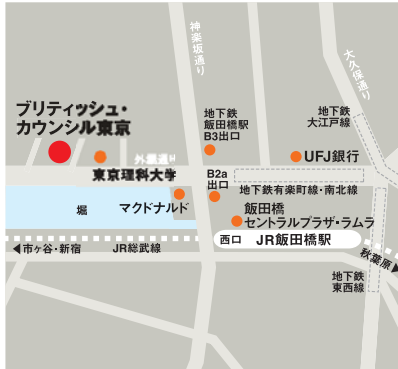 神楽坂通り
大久保通り
ブリティッシュ・
カウンシル東京
地下鉄
飯田橋駅
B3出口
地下鉄
大江戸線
外堀通り
UFJ銀行
東京理科大学
B2a
出口
地下鉄有楽町線・南北線
堀
マクドナルド
飯田橋
セントラルプラザ・ラムラ
西口 JR飯田橋駅
◀市ヶ谷・新宿 JR総武線
秋葉原▶
地下鉄
東西線